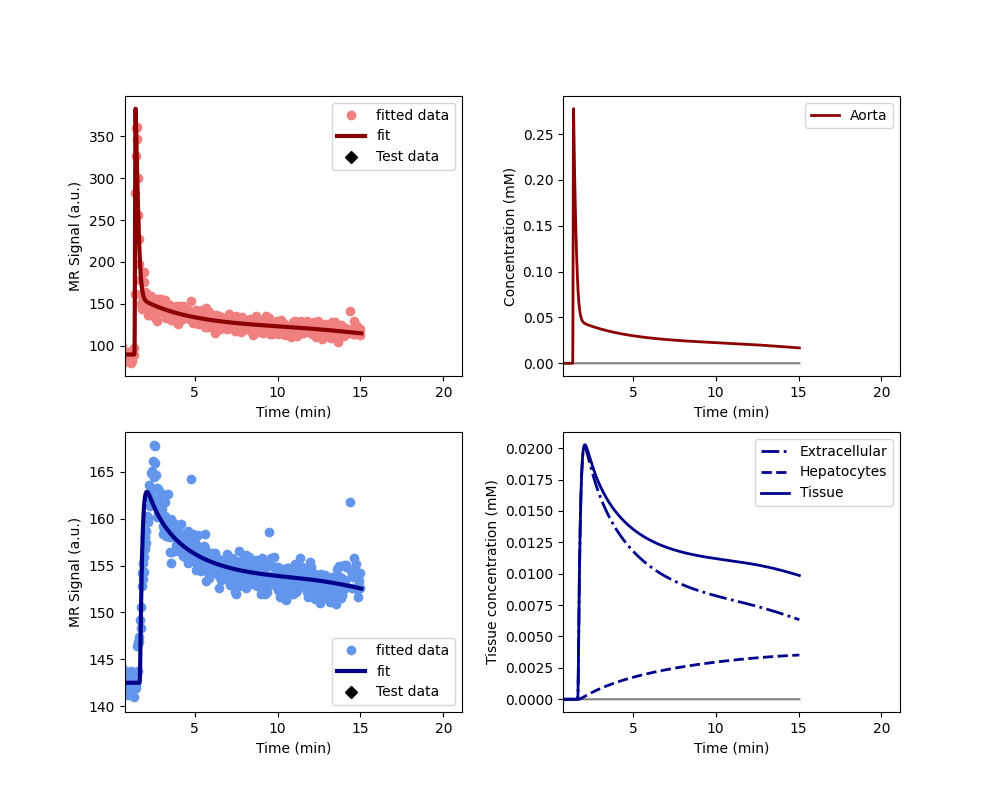 MR Signal (a.u.)
350
300
250
200
150
100
fitted data
fit
Test data
5
10
15
20
Time (min)
Concentration (mM)
0.25
0.20
0.15
0.10
0.05
0.00
Aorta
5
10
15
20
Time (min)
MR Signal (a.u.)
165
160
155
150
145
140
fitted data
fit
Test data
5
10
15
20
Time (min)
Tissue concentration (mM)
0.0200
0.0175
0.0150
0.0125
0.0100
0.0075
0.0050
0.0025
0.0000
Extracellular
Hepatocytes
Tissue
5
10
15
20
Time (min)